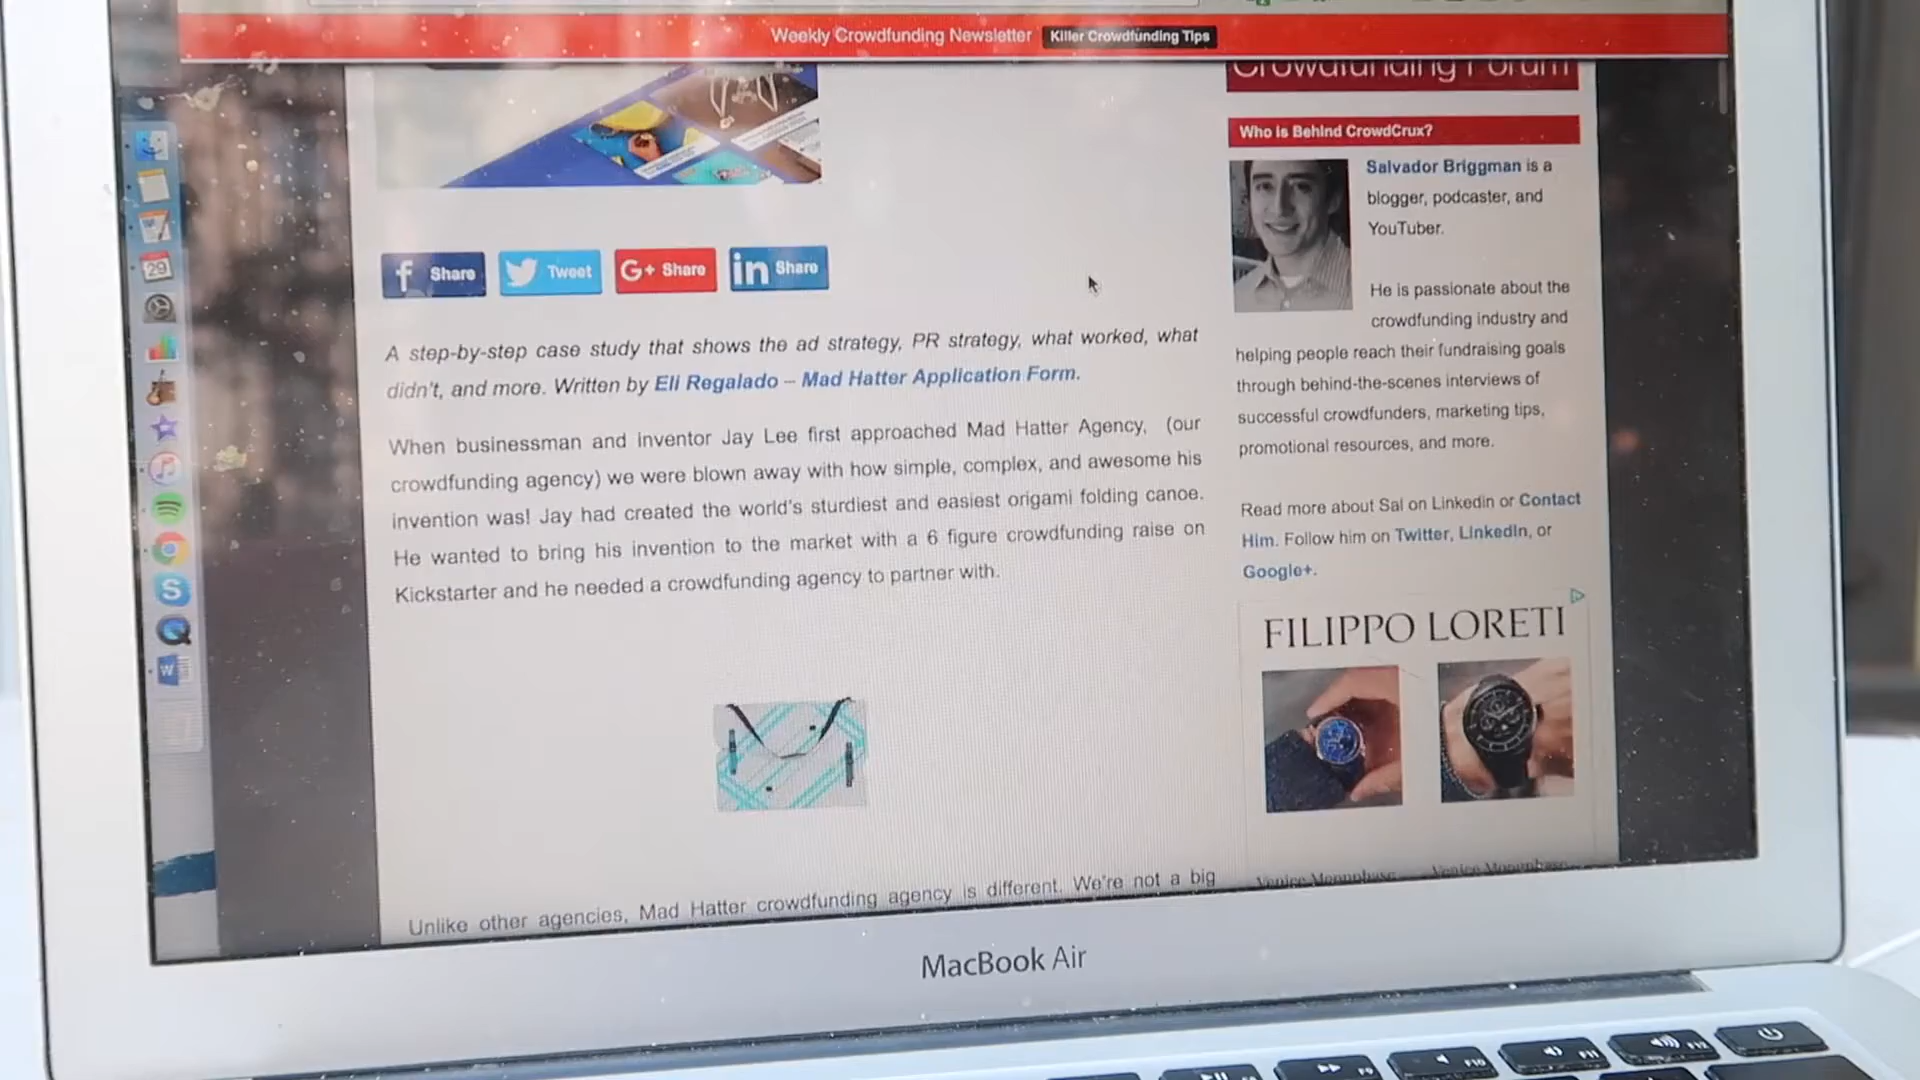 Weekly Crowdfunding Newsletter Killer Crowdfunding Tips
Crowdfunding Forum
Who is Behind CrowdCrux?
Salvador Briggman is a
blogger, podcaster, and
YouTuber.
He is passionate about the
crowdfunding industry and
helping people reach their fundraising goals
through behind-the-scenes interviews of
successful crowdfunders, marketing tips,
promotional resources, and more.
Read more about Sal on Linkedin or Contact
Him. Follow him on Twitter, LinkedIn, or
Google+.
f Share Tweet G+ Share in Share
A step-by-step case study that shows the ad strategy, PR strategy, what worked, what
didn't, and more. Written by Eli Regalado – Mad Hatter Application Form.
When businessman and inventor Jay Lee first approached Mad Hatter Agency, (our
crowdfunding agency) we were blown away with how simple, complex, and awesome his
invention was! Jay had created the world's sturdiest and easiest origami folding canoe.
He wanted to bring his invention to the market with a 6 figure crowdfunding raise on
Kickstarter and he needed a crowdfunding agency to partner with.
FILIPPO LORETI
Unlike other agencies, Mad Hatter crowdfunding agency is different. We're not a big
29
S
W
MacBook Air
F10
F11
F12